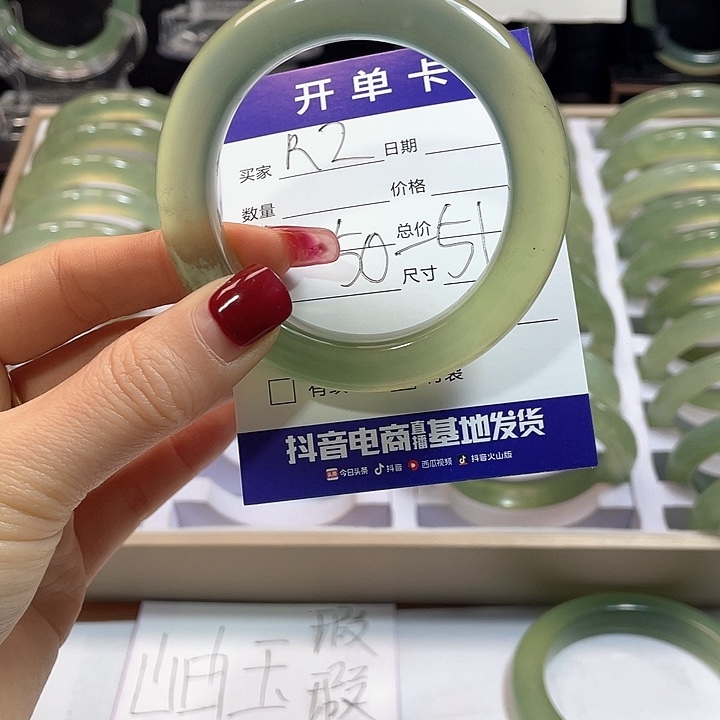 开单卡
买家 R2 日期
数量 价格
50-51 总价
尺寸
抖音电商直播基地发货
头条 今日头条 抖音 西瓜视频 抖音火山版
岫玉
瑕